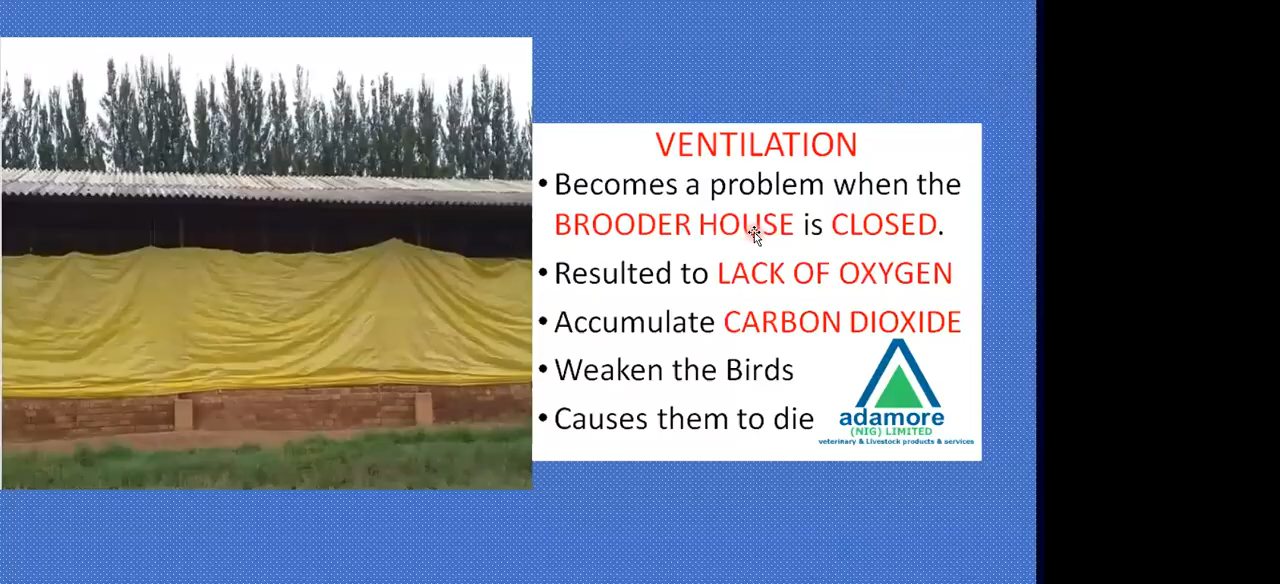 VENTILATION
• Becomes a problem when the
BROODER HOUSE is CLOSED.
• Resulted to LACK OF OXYGEN
• Accumulate CARBON DIOXIDE
• Weaken the Birds
• Causes them to die
adamore
(NIG) LIMITED
veterinary & Livestock products & services